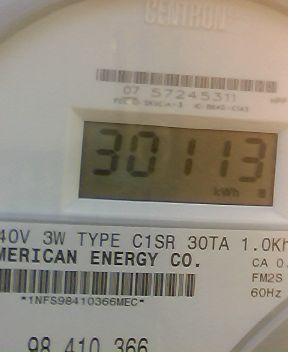 CENTRON
07 57245311
30113
kWh
40V 3W TYPE C1SR 30TA 1.0Kh
MERICAN ENERGY CO.
CA 0.
FM2S
60Hz
*1NFS98410366MEC*
98 410 366